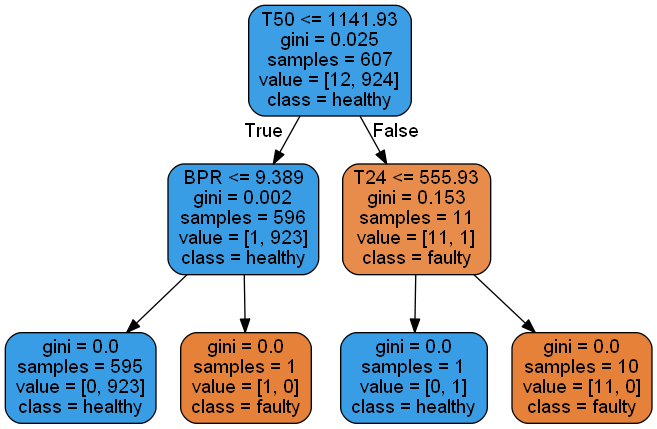 T50 <= 1141.93
gini = 0.025
samples = 607
value = [12, 924]
class = healthy
True
False
BPR <= 9.389
gini = 0.002
samples = 596
value = [1, 923]
class = healthy
T24 <= 555.93
gini = 0.153
samples = 11
value = [11, 1]
class = faulty
gini = 0.0
samples = 595
value = [0, 923]
class = healthy
gini = 0.0
samples = 1
value = [1, 0]
class = faulty
gini = 0.0
samples = 1
value = [0, 1]
class = healthy
gini = 0.0
samples = 10
value = [11, 0]
class = faulty